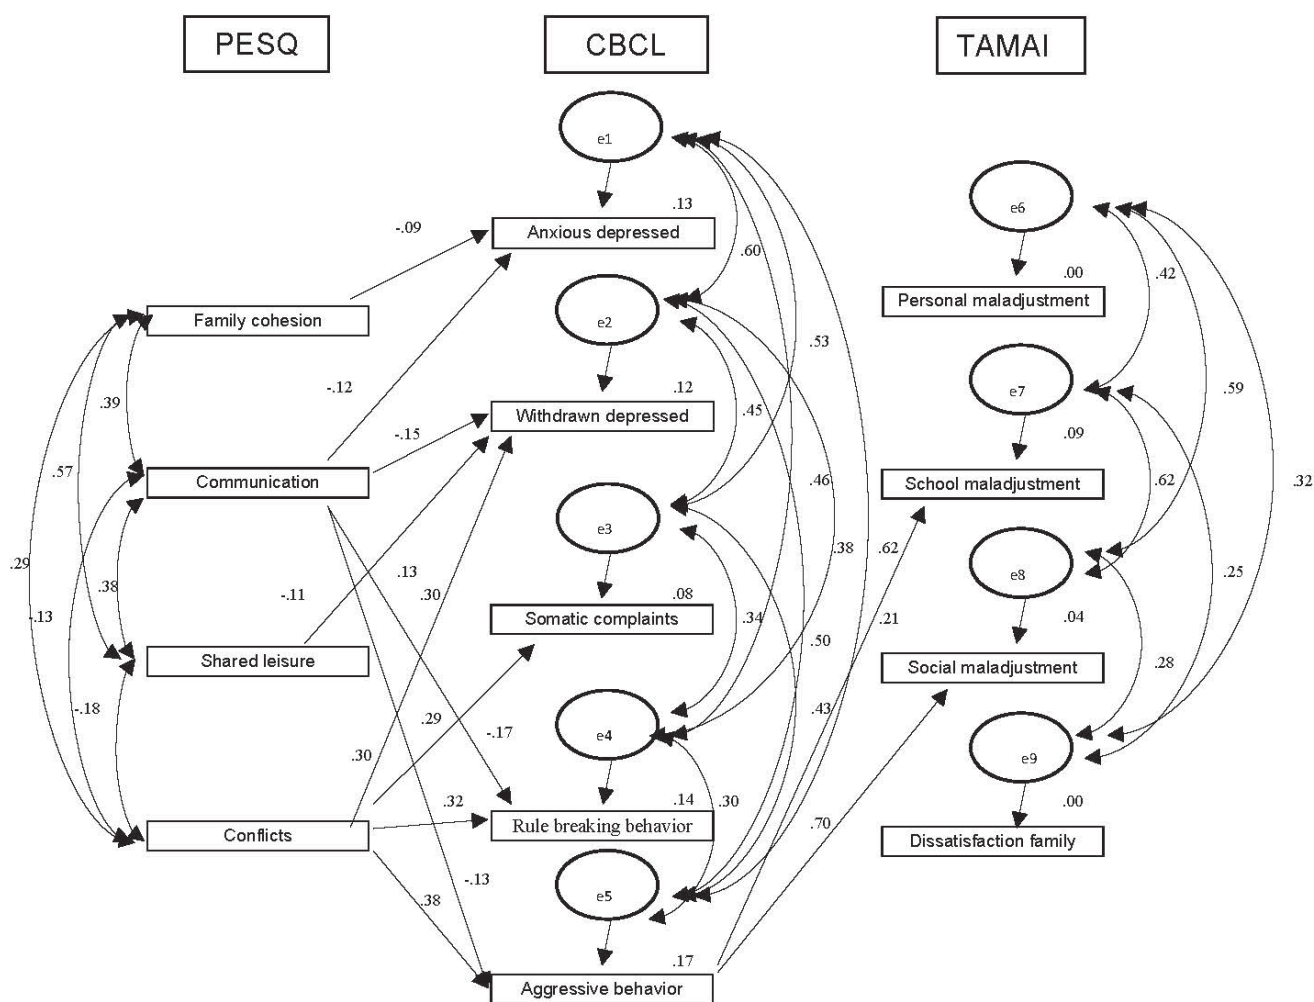 PESQ
CBCL
TAMAI
e1
e6
.13
-.09
Anxious depressed
.60
.00
.42
Personal maladjustment
e2
Family cohesion
.53
-.12
.12
e7
.59
.39
.45
Withdrawn depressed
-.15
.09
.57
.46
.62
.32
Communication
School maladjustment
e3
.29
.13
.38
.62
e8
.25
.38
-.11
.30
.08
-.13
Somatic complaints
.34
.21
.04
.50
Shared leisure
Social maladjustment
.28
-.18
.29
.43
-.17
e4
e9
.30
.32
.14
.30
.70
.00
Conflicts
Rule breaking behavior
Dissatisfaction family
-.13
.38
e5
.17
Aggressive behavior